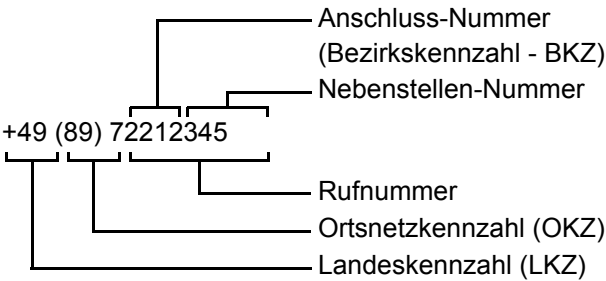 Anschluss-Nummer
(Bezirkskennzahl - BKZ)
Nebenstellen-Nummer
+49 (89) 72212345
Rufnummer
Ortsnetzkennzahl (OKZ)
Landeskennzahl (LKZ)